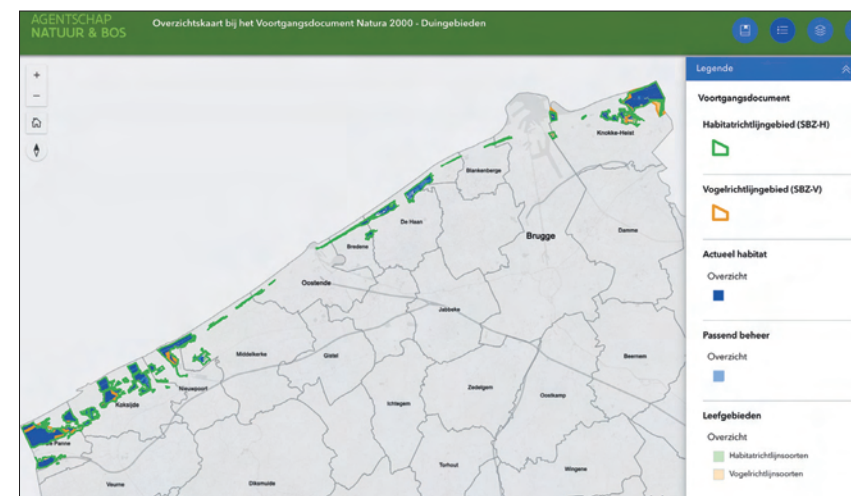 AGENTSCHAP
NATUUR & BOS
Overzichtskaart bij het Voortgangsdocument Natura 2000 - Duingebieden
Legende
Voortgangsdocument
Habitatrichtlijngebied (SBZ-H)
Vogelrichtlijngebied (SBZ-V)
Actueel habitat
Overzicht
Passend beheer
Overzicht
Leefgebieden
Overzicht
Habitatrichtlijnsoorten
Vogelrichtlijnsoorten
+
−
Knokke-Heist
Blankenberge
De Haan
Damme
Brugge
Bredene
Oostende
Jabbeke
Middelkerke
Gistel
Beernem
Nieuwpoort
Zedelgem
Oostkamp
Koksijde
Ichtegem
De Panne
Torhout
Wingene
Veurne
Diksmuide